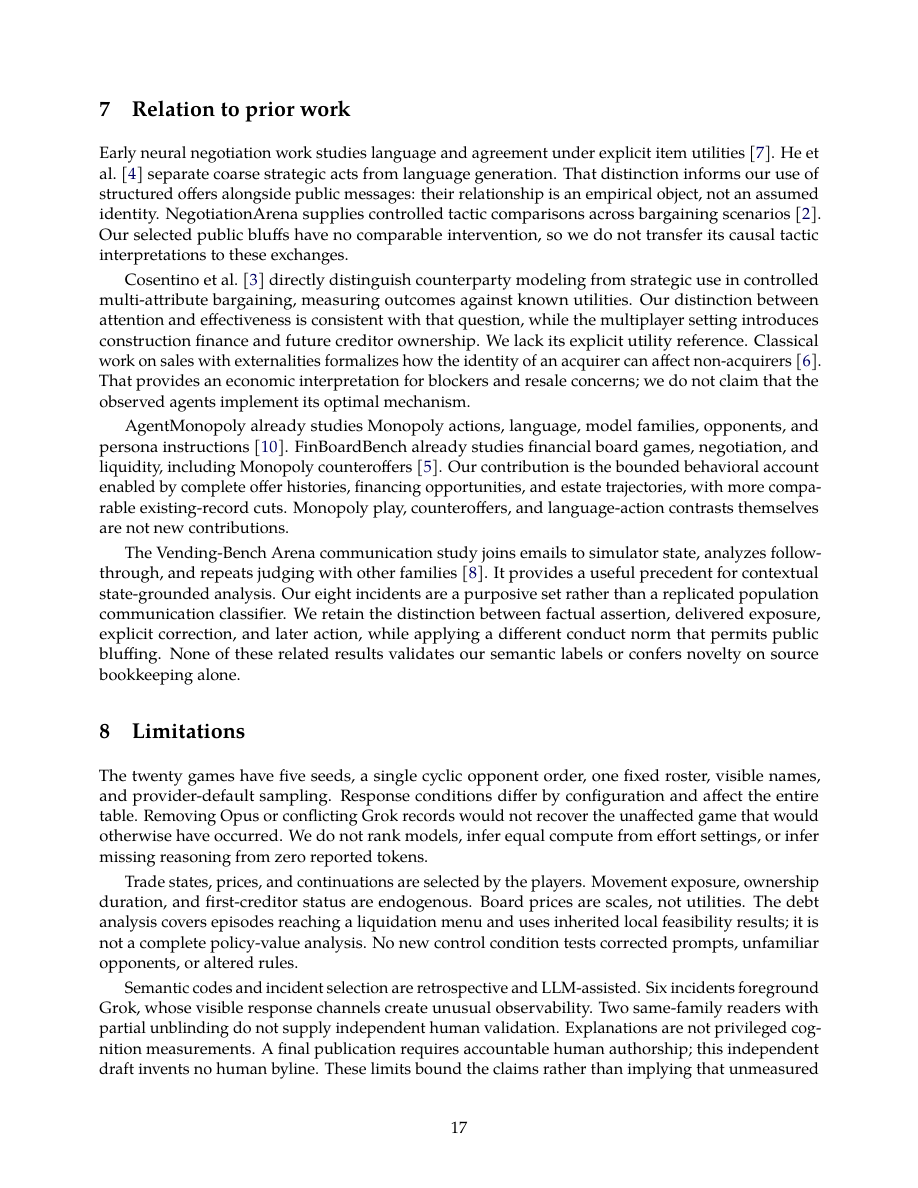 7 Relation to prior work
Early neural negotiation work studies language and agreement under explicit item utilities [7]. He et
al. [4] separate coarse strategic acts from language generation. That distinction informs our use of
structured offers alongside public messages: their relationship is an empirical object, not an assumed
identity. NegotiationArena supplies controlled tactic comparisons across bargaining scenarios [2].
Our selected public bluffs have no comparable intervention, so we do not transfer its causal tactic
interpretations to these exchanges.
Cosentino et al. [3] directly distinguish counterparty modeling from strategic use in controlled
multi-attribute bargaining, measuring outcomes against known utilities. Our distinction between
attention and effectiveness is consistent with that question, while the multiplayer setting introduces
construction finance and future creditor ownership. We lack its explicit utility reference. Classical
work on sales with externalities formalizes how the identity of an acquirer can affect non-acquirers [6].
That provides an economic interpretation for blockers and resale concerns; we do not claim that the
observed agents implement its optimal mechanism.
AgentMonopoly already studies Monopoly actions, language, model families, opponents, and
persona instructions [10]. FinBoardBench already studies financial board games, negotiation, and
liquidity, including Monopoly counteroffers [5]. Our contribution is the bounded behavioral account
enabled by complete offer histories, financing opportunities, and estate trajectories, with more compa-
rable existing-record cuts. Monopoly play, counteroffers, and language-action contrasts themselves
are not new contributions.
The Vending-Bench Arena communication study joins emails to simulator state, analyzes follow-
through, and repeats judging with other families [8]. It provides a useful precedent for contextual
state-grounded analysis. Our eight incidents are a purposive set rather than a replicated population
communication classifier. We retain the distinction between factual assertion, delivered exposure,
explicit correction, and later action, while applying a different conduct norm that permits public
bluffing. None of these related results validates our semantic labels or confers novelty on source
bookkeeping alone.
8 Limitations
The twenty games have five seeds, a single cyclic opponent order, one fixed roster, visible names,
and provider-default sampling. Response conditions differ by configuration and affect the entire
table. Removing Opus or conflicting Grok records would not recover the unaffected game that would
otherwise have occurred. We do not rank models, infer equal compute from effort settings, or infer
missing reasoning from zero reported tokens.
Trade states, prices, and continuations are selected by the players. Movement exposure, ownership
duration, and first-creditor status are endogenous. Board prices are scales, not utilities. The debt
analysis covers episodes reaching a liquidation menu and uses inherited local feasibility results; it is
not a complete policy-value analysis. No new control condition tests corrected prompts, unfamiliar
opponents, or altered rules.
Semantic codes and incident selection are retrospective and LLM-assisted. Six incidents foreground
Grok, whose visible response channels create unusual observability. Two same-family readers with
partial unblinding do not supply independent human validation. Explanations are not privileged cog-
nition measurements. A final publication requires accountable human authorship; this independent
draft invents no human byline. These limits bound the claims rather than implying that unmeasured
17